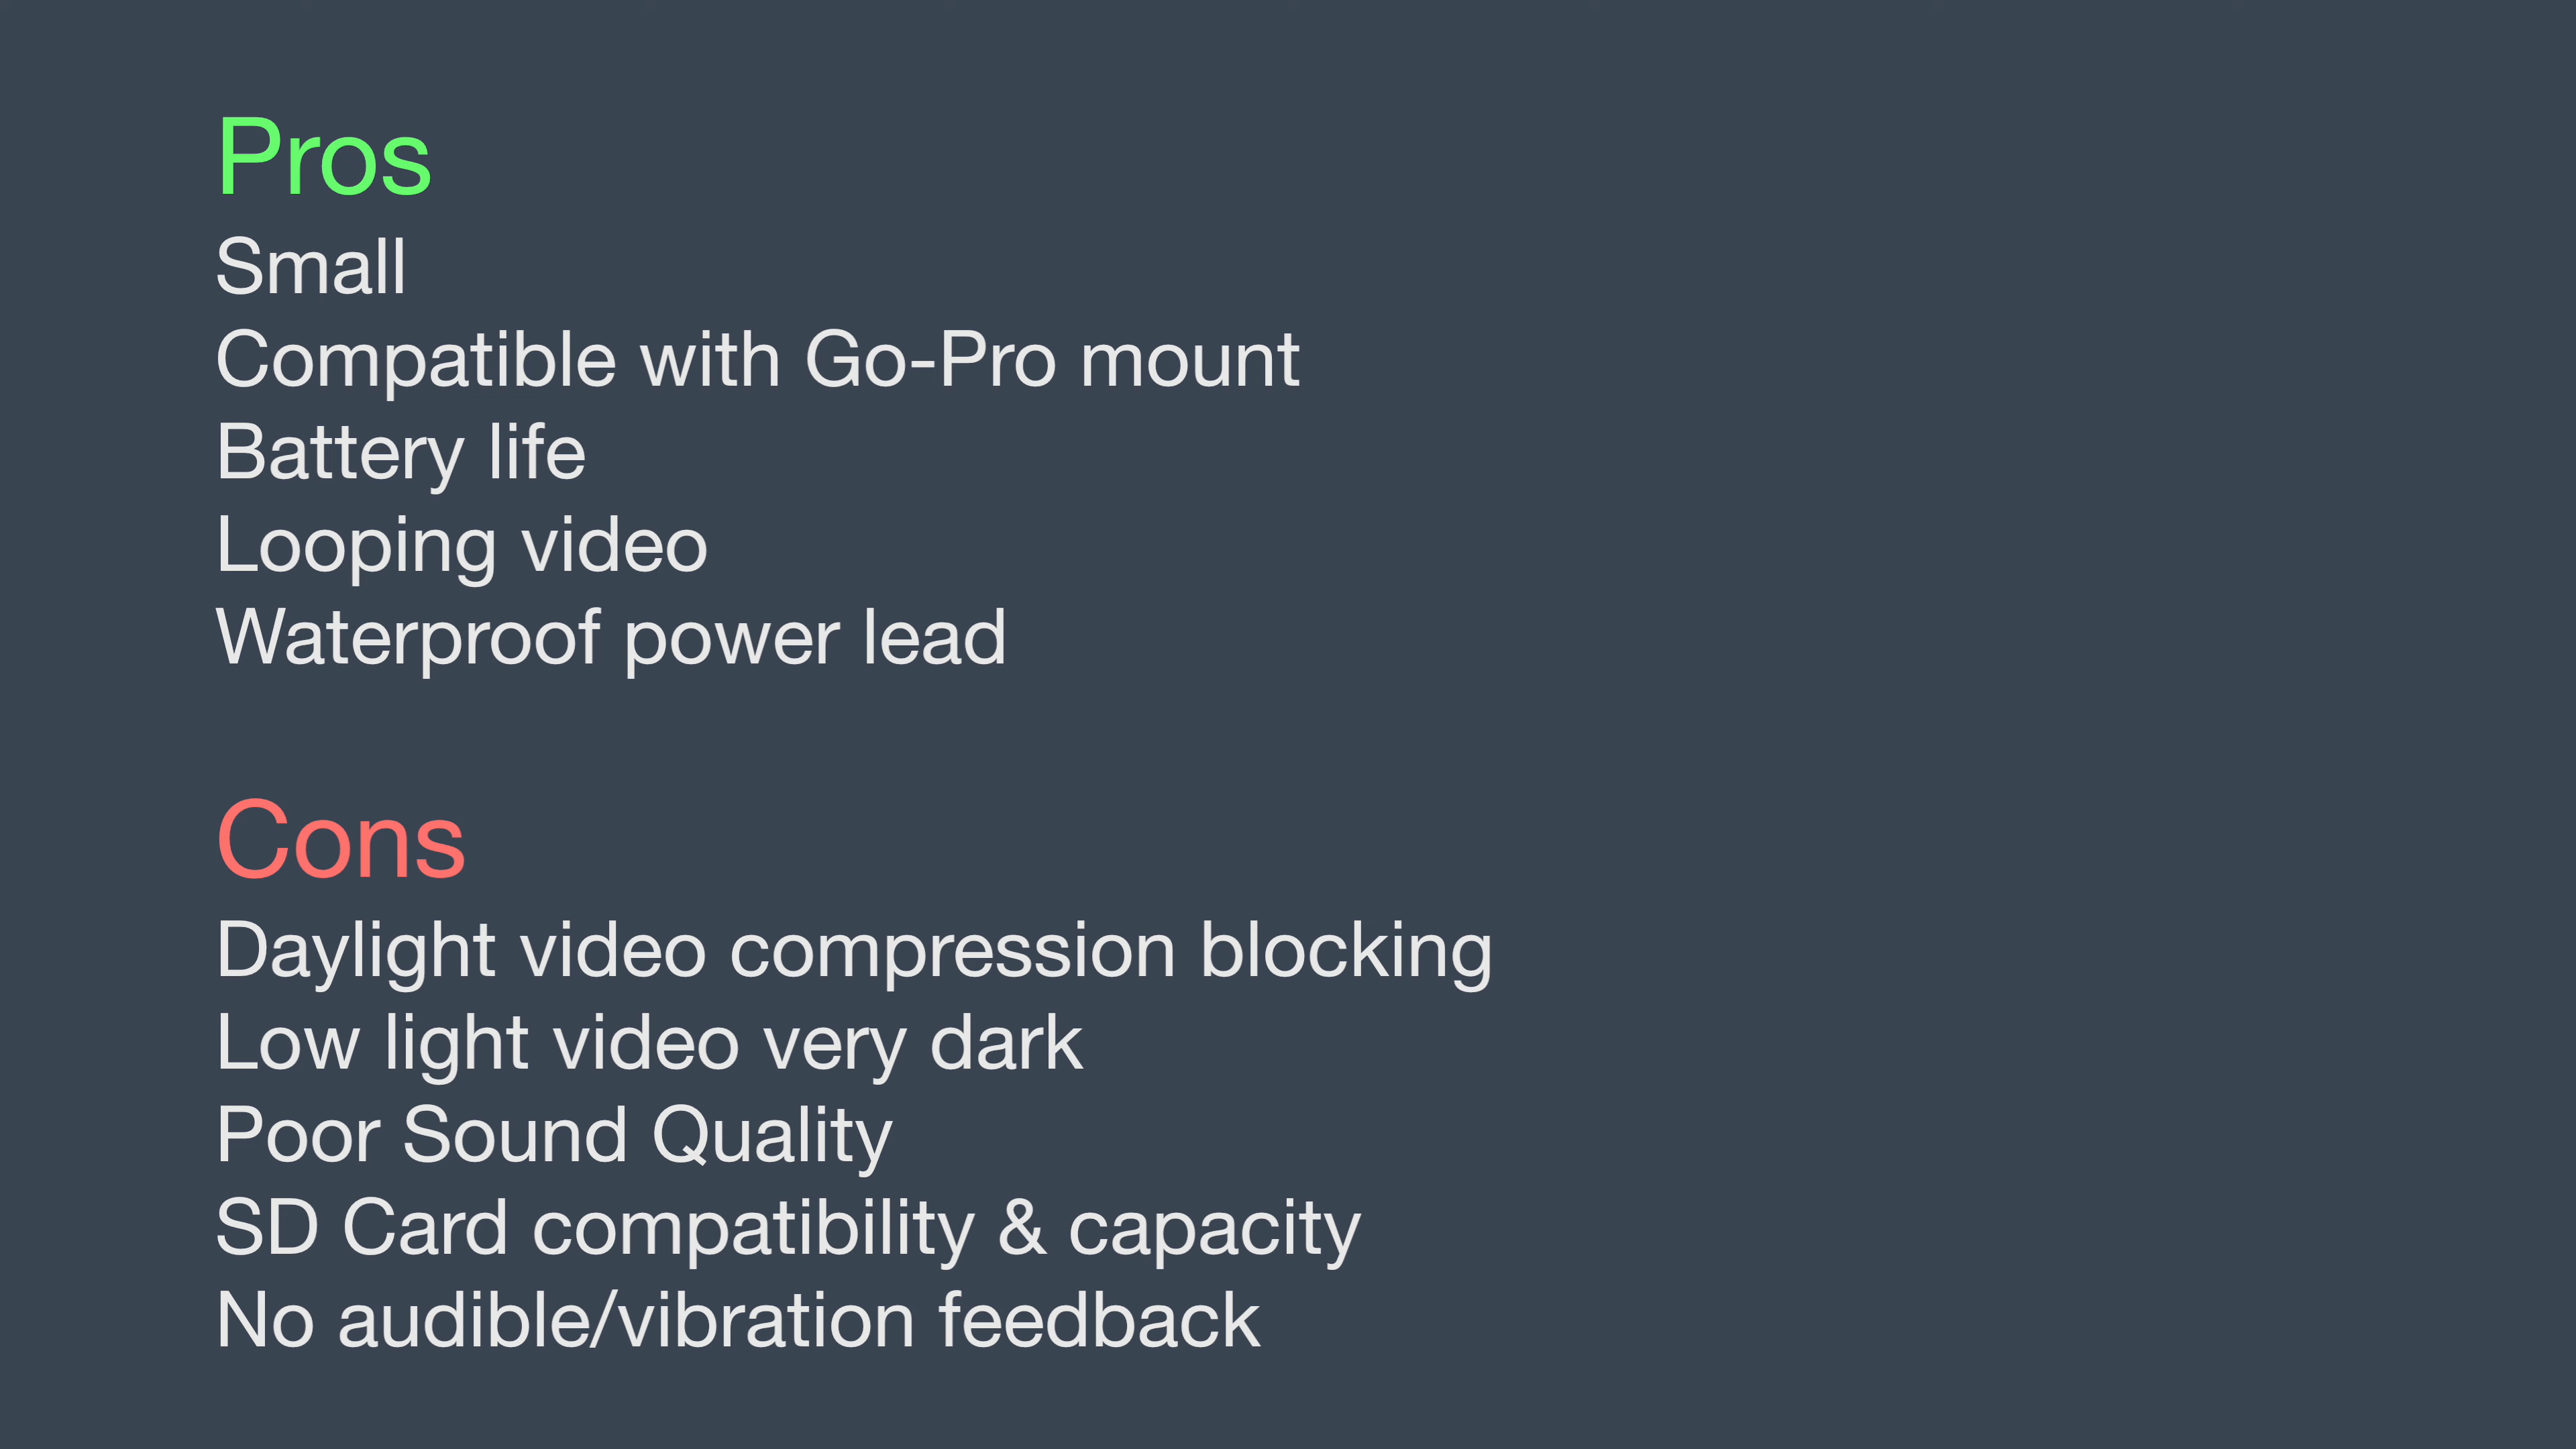 Pros
Small
Compatible with Go-Pro mount
Battery life
Looping video
Waterproof power lead
Cons
Daylight video compression blocking
Low light video very dark
Poor Sound Quality
SD Card compatibility & capacity
No audible/vibration feedback